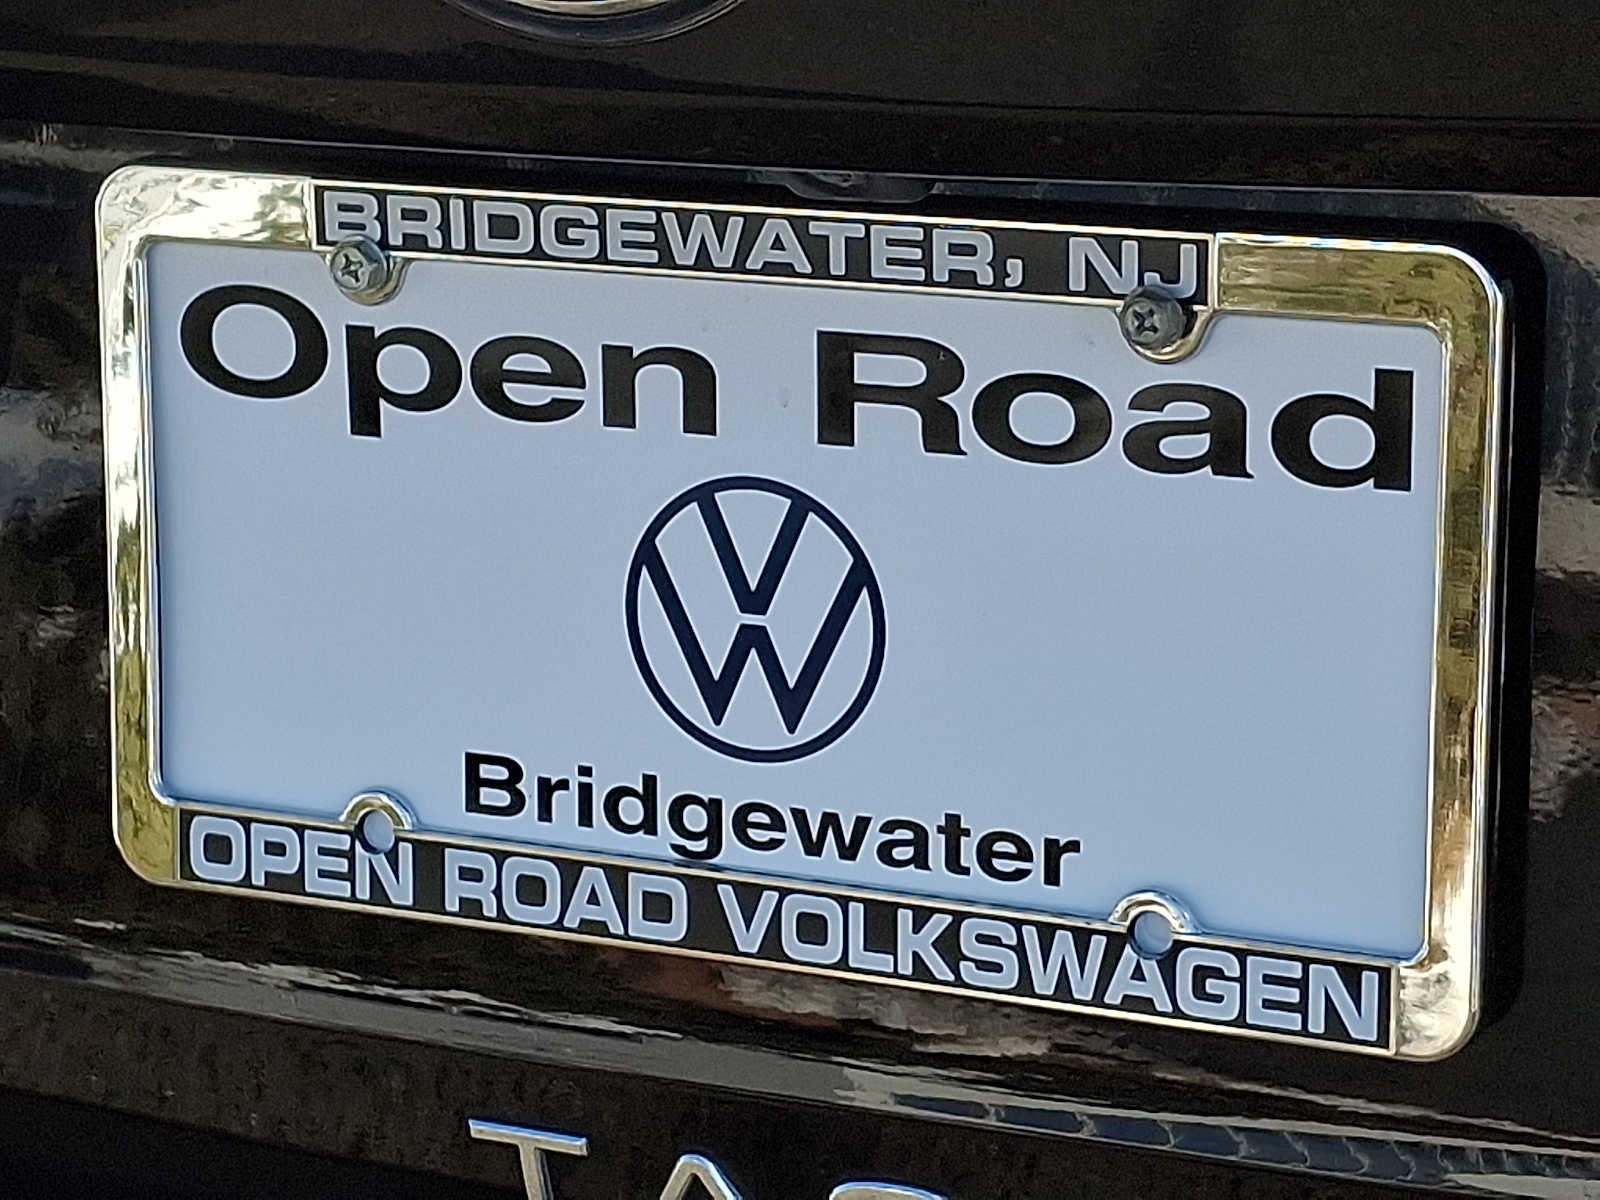 BRIDGEWATER, NJ
Open Road
Bridgewater
OPEN ROAD VOLKSWAGEN